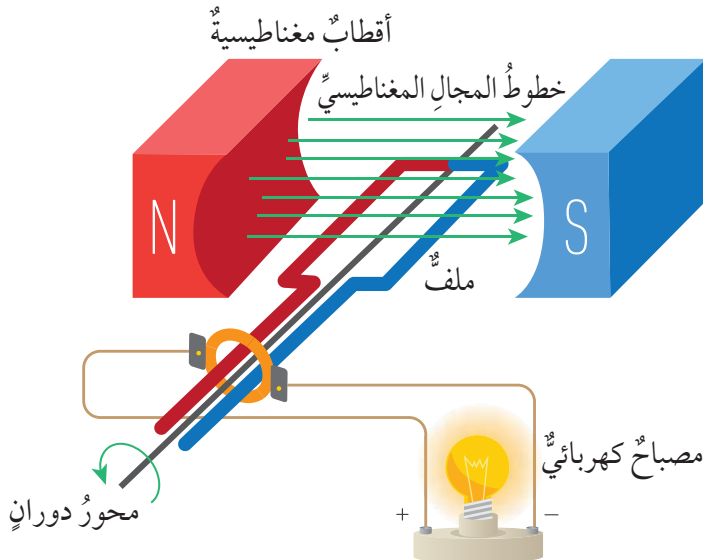 أقطابٌ مغناطيسيةٌ
خطوطُ المجالِ المغناطيسيِّ
N
S
ملفٌّ
مصباحٌ كهربائيٌّ
+
−
محورُ دورانٍ